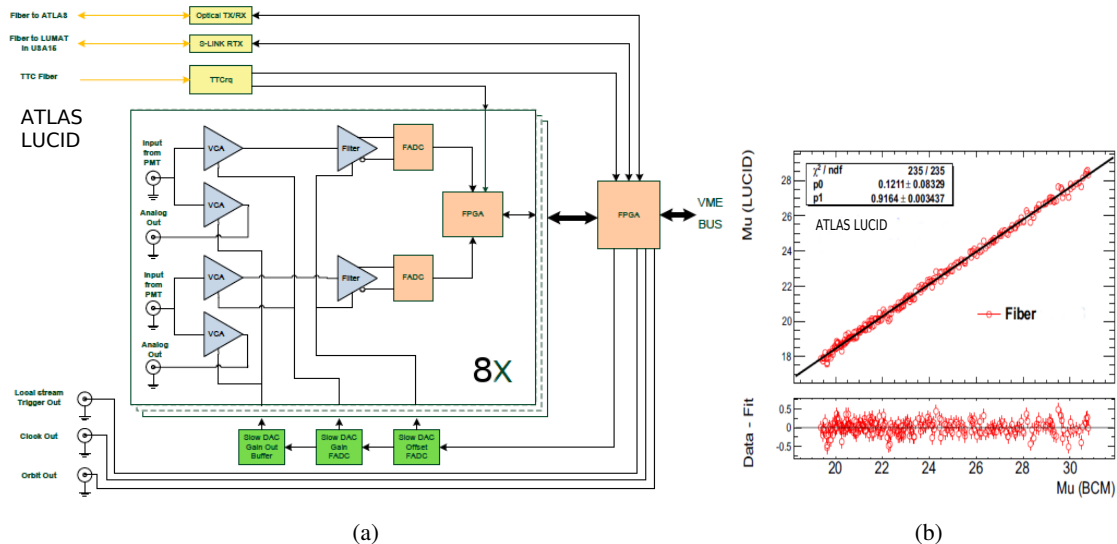 Fiber to ATLAS
Optical TX/RX
Fiber to LUMAT
in USA15
S-LINK RTX
TTC Fiber
TTCrq
ATLAS
LUCID
Input
from
PMT
VCA
Filter
FADC
VCA
Analog
Out
FPGA
FPGA
VME
BUS
Input
from
PMT
VCA
Filter
FADC
VCA
Analog
Out
8X
Local stream
Trigger Out
Clock Out
Orbit Out
Slow DAC
Gain Out
Buffer
Slow DAC
Gain
FADC
Slow DAC
Offset
FADC
(a)
Mu (LUCID)
χ² / ndf 235 / 235
p0 0.1211 ± 0.08329
p1 0.9164 ± 0.003437
ATLAS LUCID
Fiber
28
26
24
22
20
18
Data - Fit
0.5
0
-0.5
20 22 24 26 28 30
Mu (BCM)
(b)